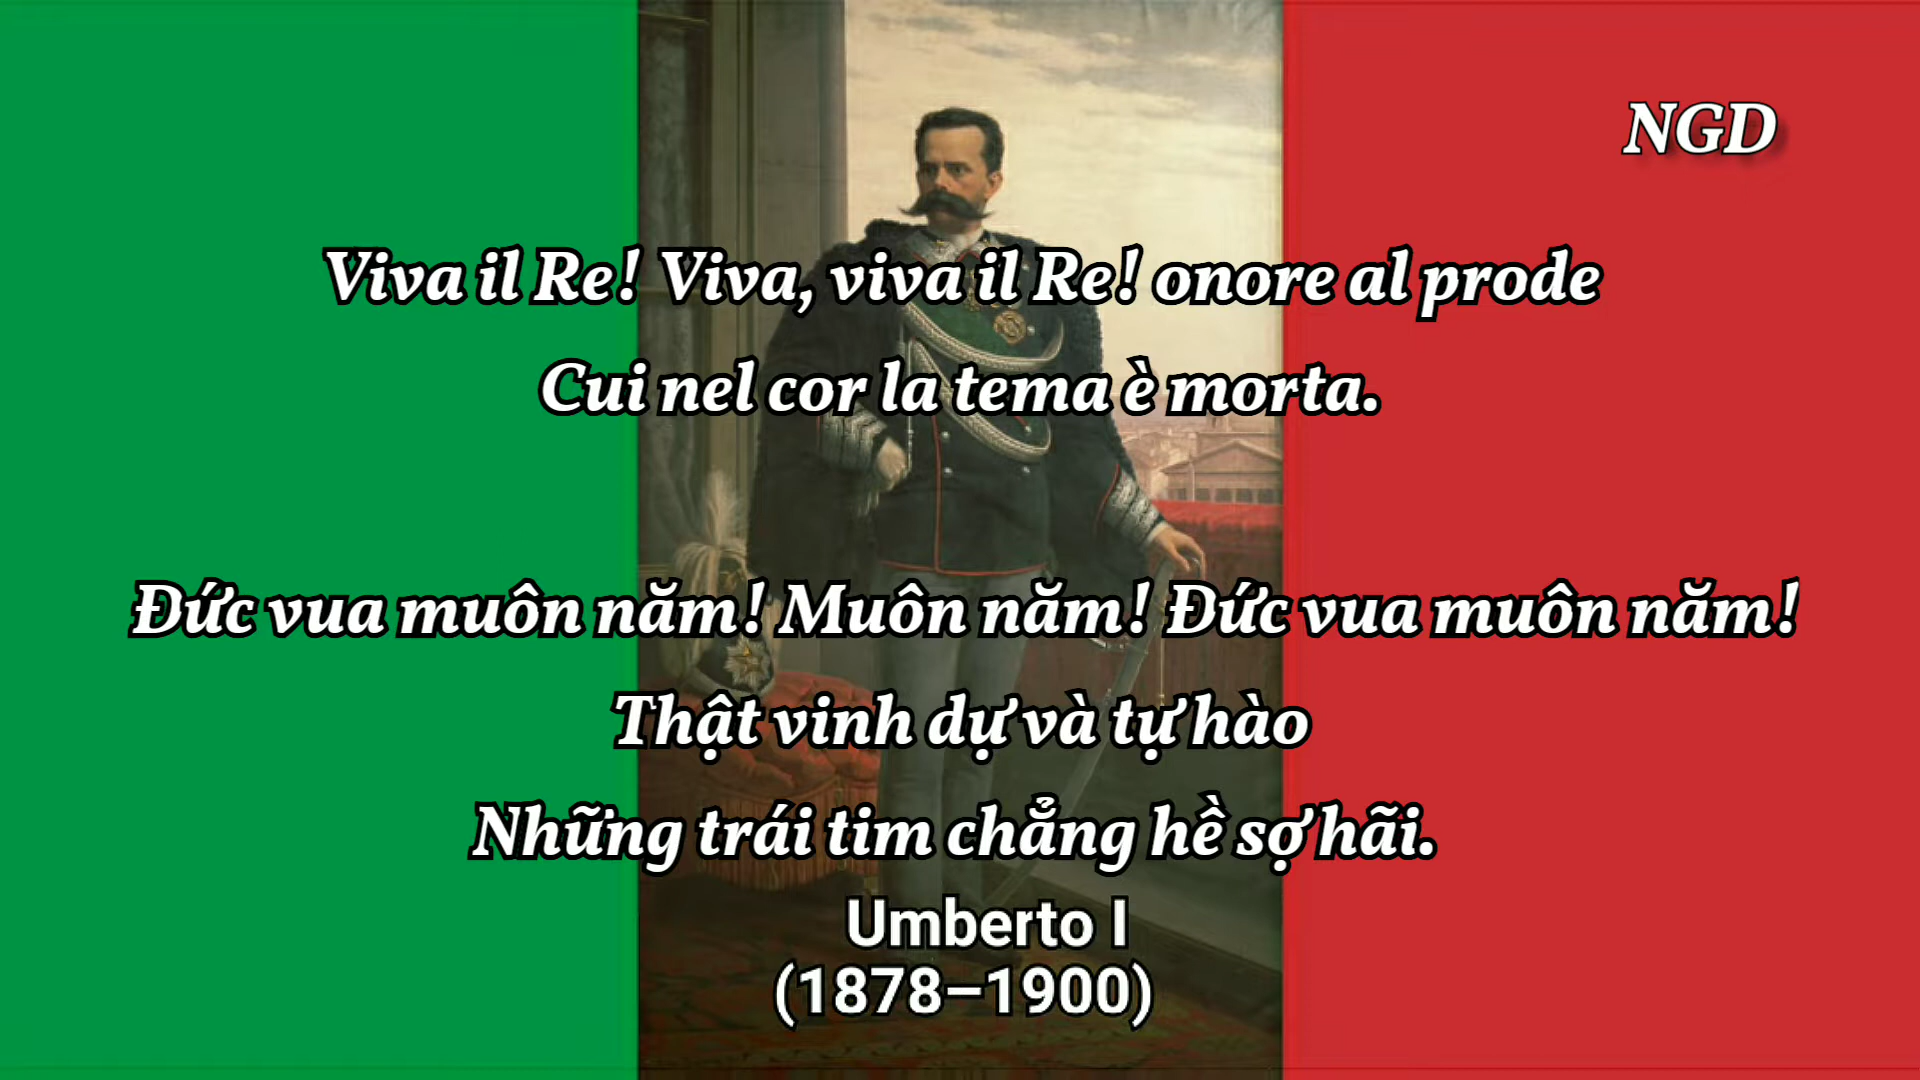 NGD
Viva il Re! Viva, viva il Re! onore al prode
Cui nel cor la tema è morta.
Đức vua muôn năm! Muôn năm! Đức vua muôn năm!
Thật vinh dự và tự hào
Những trái tim chẳng hề sợ hãi.
Umberto I
(1878–1900)